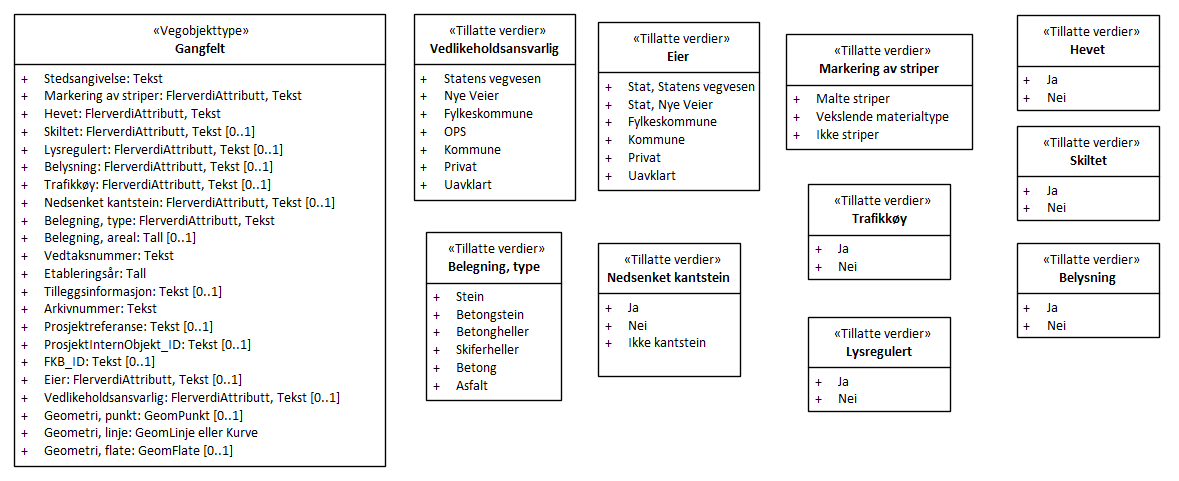 «Vegobjekttype»
Gangfelt
+ Stedsangivelse: Tekst
+ Markering av striper: FlerverdiAttributt, Tekst
+ Hevet: FlerverdiAttributt, Tekst
+ Skiltet: FlerverdiAttributt, Tekst [0..1]
+ Lysregulert: FlerverdiAttributt, Tekst [0..1]
+ Belysning: FlerverdiAttributt, Tekst [0..1]
+ Trafikkøy: FlerverdiAttributt, Tekst [0..1]
+ Nedsenket kantstein: FlerverdiAttributt, Tekst [0..1]
+ Belegning, type: FlerverdiAttributt, Tekst
+ Belegning, areal: Tall [0..1]
+ Vedtaksnummer: Tekst
+ Etableringsår: Tall
+ Tilleggsinformasjon: Tekst [0..1]
+ Arkivnummer: Tekst
+ Prosjektreferanse: Tekst [0..1]
+ ProsjektInternObjekt_ID: Tekst [0..1]
+ FKB_ID: Tekst [0..1]
+ Eier: FlerverdiAttributt, Tekst [0..1]
+ Vedlikeholdsansvarlig: FlerverdiAttributt, Tekst [0..1]
+ Geometri, punkt: GeomPunkt [0..1]
+ Geometri, linje: GeomLinje eller Kurve
+ Geometri, flate: GeomFlate [0..1]
«Tillatte verdier»
Vedlikeholdsansvarlig
+ Statens vegvesen
+ Nye Veier
+ Fylkeskommune
+ OPS
+ Kommune
+ Privat
+ Uavklart
«Tillatte verdier»
Eier
+ Stat, Statens vegvesen
+ Stat, Nye Veier
+ Fylkeskommune
+ Kommune
+ Privat
+ Uavklart
«Tillatte verdier»
Markering av striper
+ Malte striper
+ Vekslende materialtype
+ Ikke striper
«Tillatte verdier»
Hevet
+ Ja
+ Nei
«Tillatte verdier»
Skiltet
+ Ja
+ Nei
«Tillatte verdier»
Trafikkøy
+ Ja
+ Nei
«Tillatte verdier»
Belegning, type
+ Stein
+ Betongstein
+ Betongheller
+ Skiferheller
+ Betong
+ Asfalt
«Tillatte verdier»
Nedsenket kantstein
+ Ja
+ Nei
+ Ikke kantstein
«Tillatte verdier»
Belysning
+ Ja
+ Nei
«Tillatte verdier»
Lysregulert
+ Ja
+ Nei